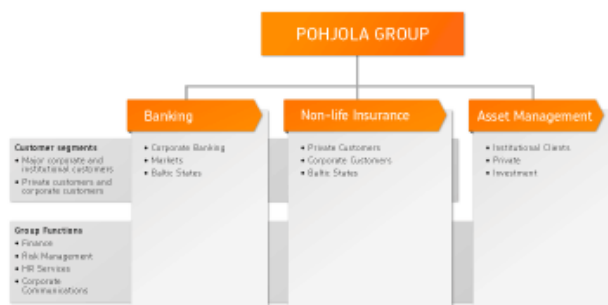 POHJOLA GROUP
Banking
Non-life Insurance
Asset Management
Customer segments
• Major corporate and
institutional customers
• Private customers and
corporate customers
• Corporate Banking
• Markets
• Baltic States
• Private Customers
• Corporate Customers
• Baltic States
• Institutional Clients
• Private
• Investment
Group Functions
• Finance
• Risk Management
• HR Services
• Corporate
Communications